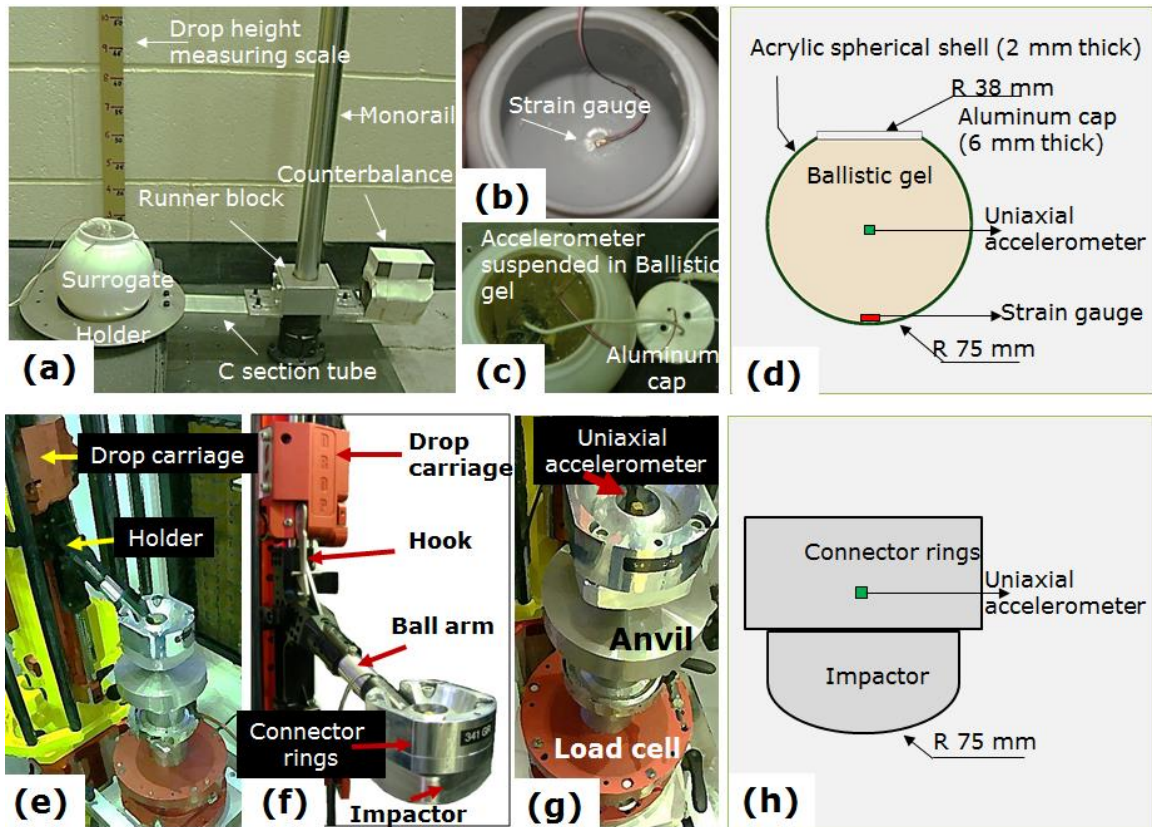 Drop height
measuring scale
Monorail
Counterbalance
Runner block
Surrogate
Holder
C section tube
(a)
Strain gauge
(b)
Accelerometer
suspended in Ballistic
gel
Aluminum
cap
(c)
Acrylic spherical shell (2 mm thick)
R 38 mm
Aluminum cap
(6 mm thick)
Ballistic gel
Uniaxial
accelerometer
Strain gauge
R 75 mm
(d)
Drop carriage
Holder
(e)
Drop
carriage
Hook
Ball arm
Connector
rings
341 GR
Impactor
(f)
Uniaxial
accelerometer
Anvil
Load cell
(g)
Connector rings
Uniaxial
accelerometer
Impactor
R 75 mm
(h)